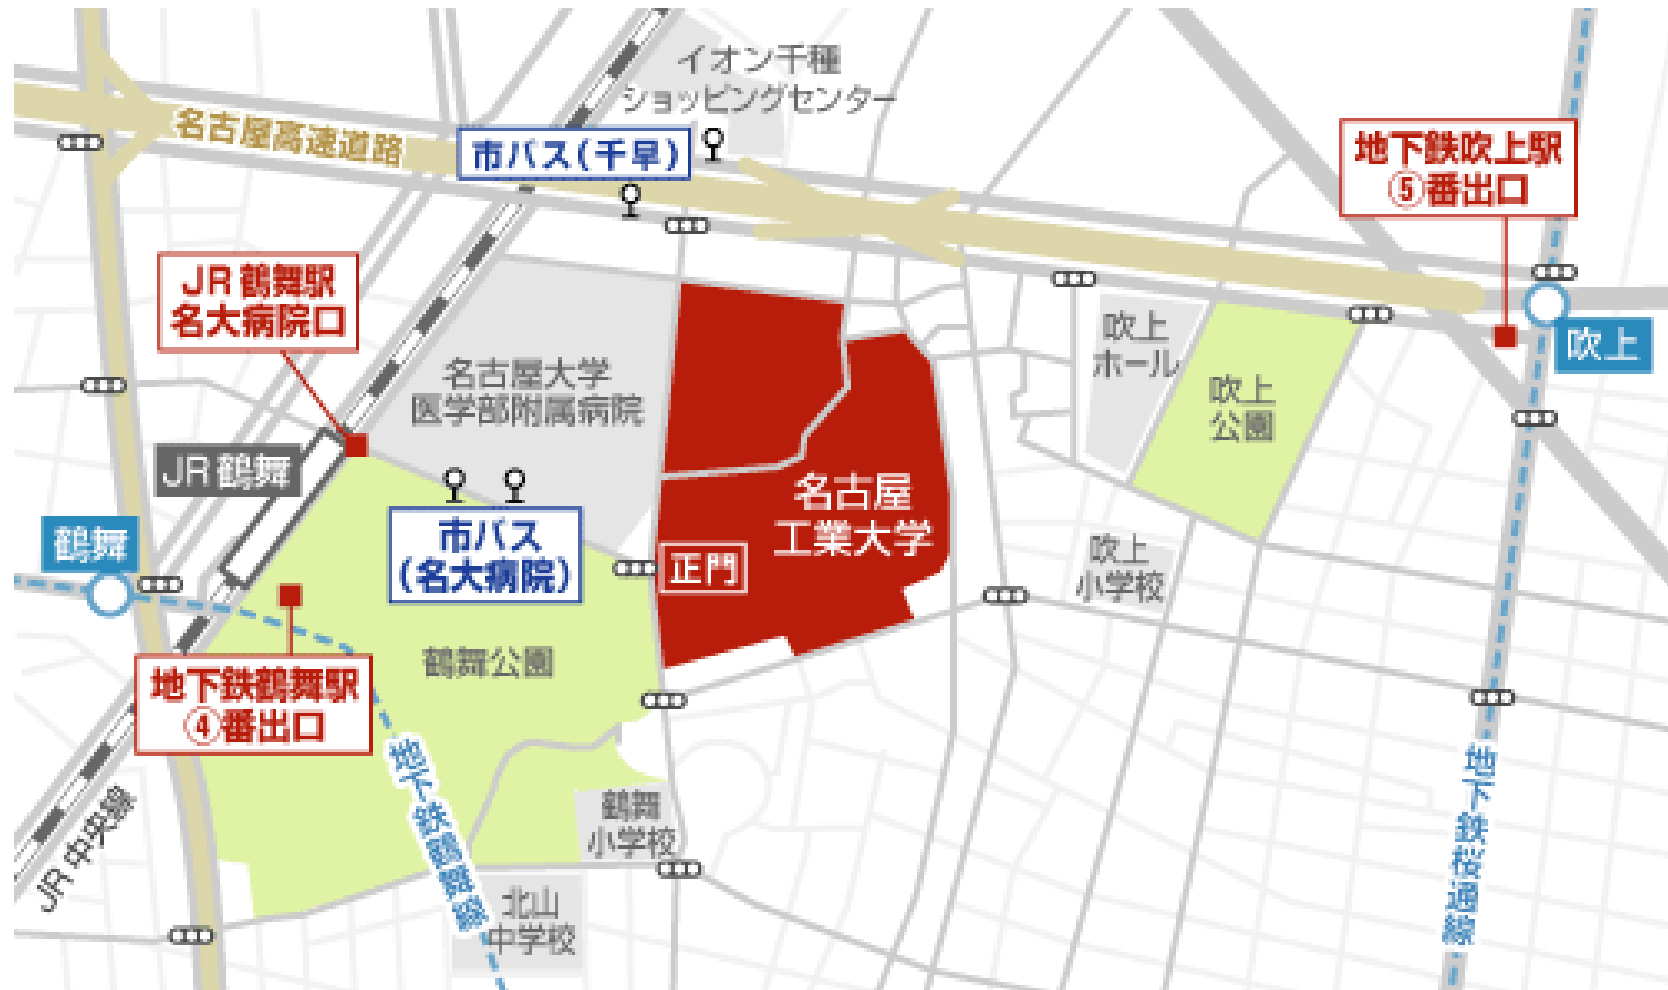 イオン千種
ショッピングセンター
名古屋高速道路
市バス(千早)
地下鉄吹上駅
⑤番出口
JR鶴舞駅
名大病院口
吹上
名古屋大学
医学部附属病院
吹上
ホール
吹上
公園
JR鶴舞
名古屋
工業大学
鶴舞
市バス
(名大病院)
正門
吹上
小学校
鶴舞公園
地下鉄鶴舞駅
④番出口
地下鉄鶴舞線
地下鉄桜通線
JR中央線
鶴舞
小学校
北山
中学校